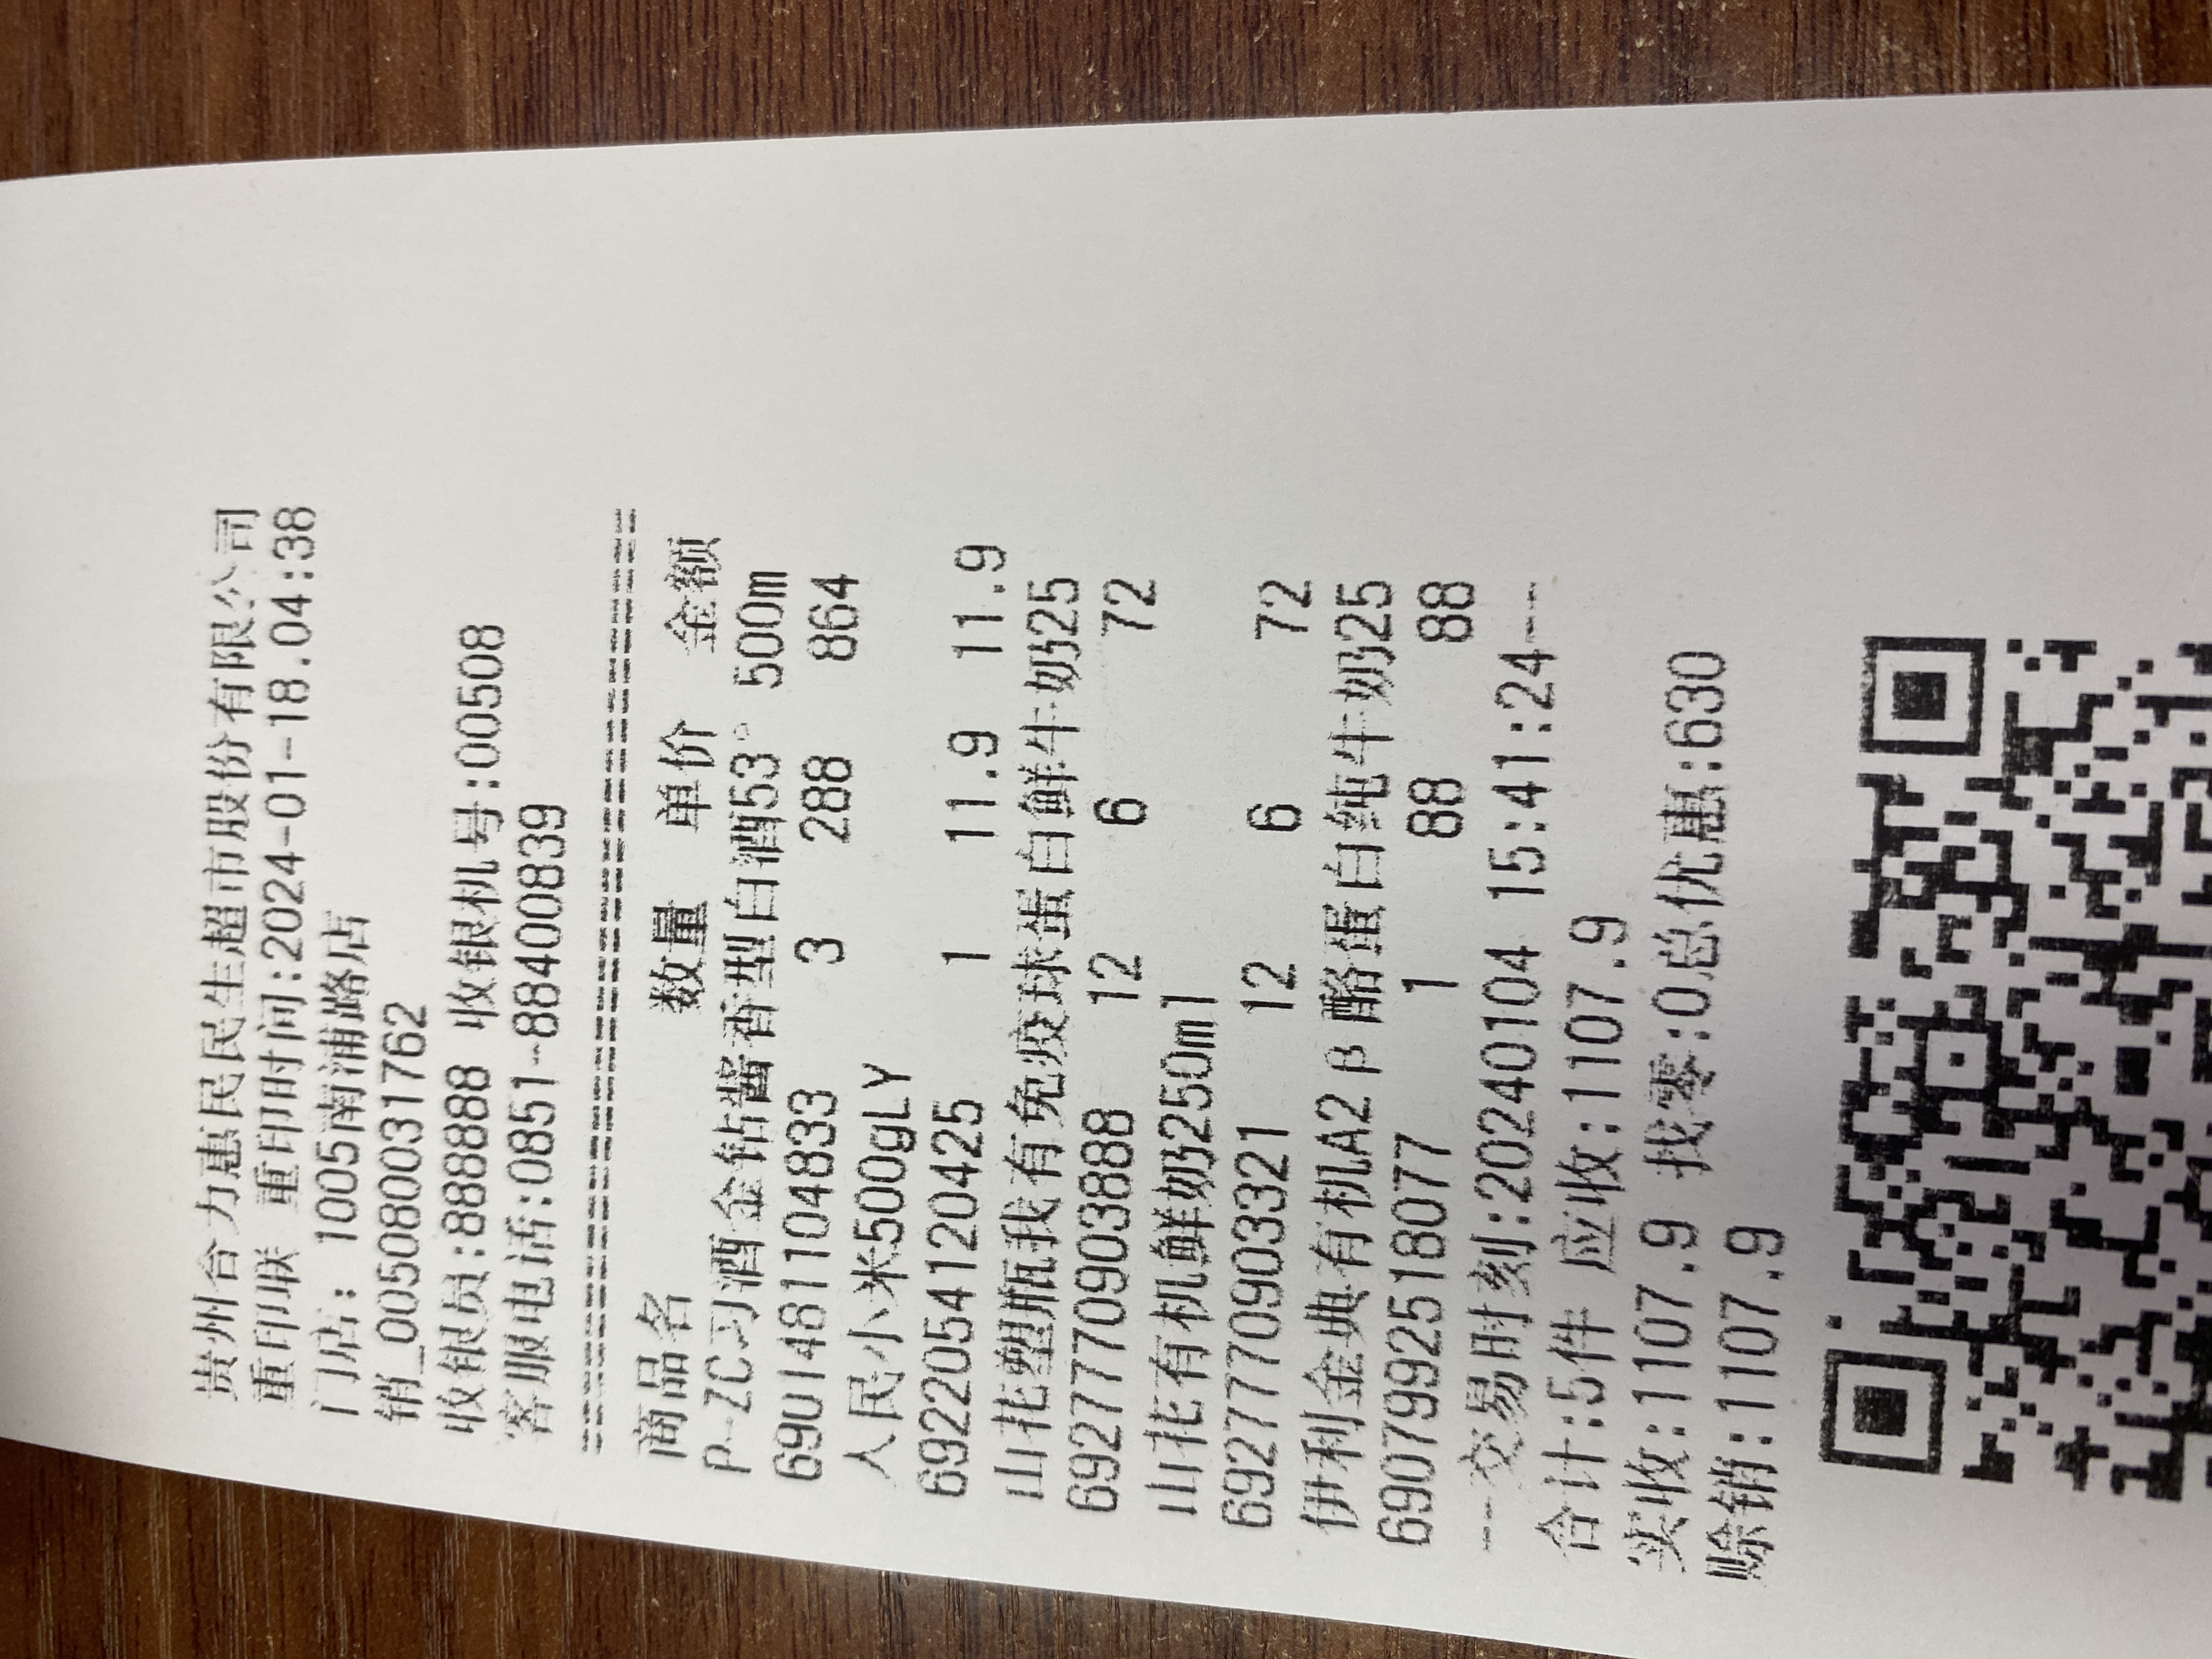 贵州合力惠民民生超市股份有限公司
重印联 重印时间:2024-01-18.04:38
门店: 1005南浦路店
销_0050800317​62
收银员:88888 收银机号:00508
客服电话:0851-88400839
==================================
商品名 数量 单价 金额
P-ZC习酒金钻酱香型白酒53° 500m
6901481104833 3 288 864
人民小米500gLY
6922054120425 1 11.9 11.9
山花塑瓶我有免疫球蛋白鲜牛奶25
6927770903888 12 6 72
山花有机鲜奶250ml
6927770903321 12 6 72
伊利金典有机A2 β 酪蛋白纯牛奶25
6907992518077 1 88 88
--交易时刻:20240104 15:41:24---
合计:5件 应收:1107.9
实收:1107.9 找零:0总优惠:630
赊销:1107.9